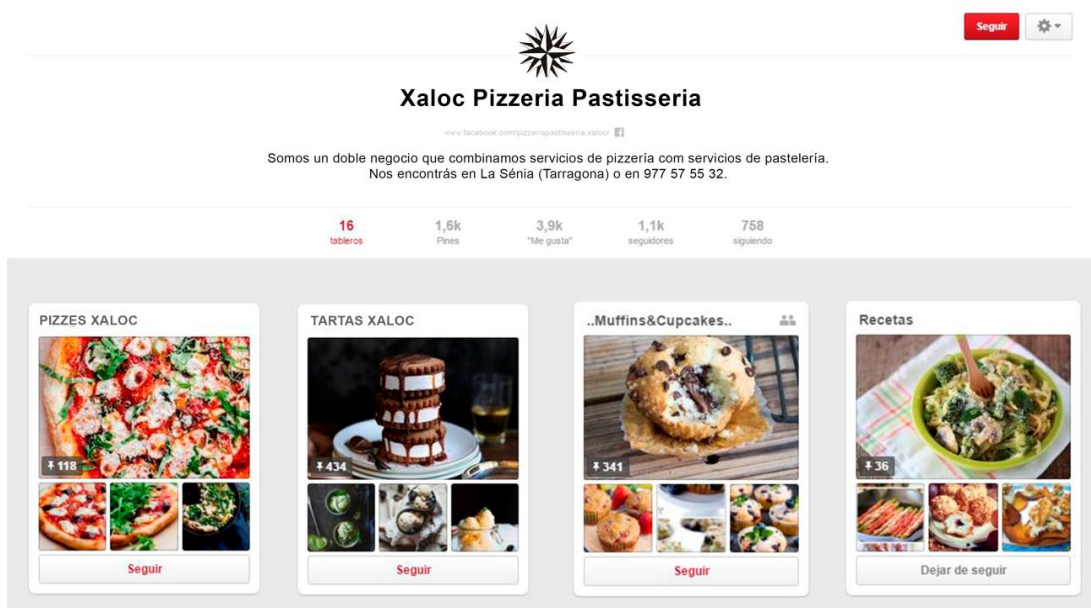 Seguir
Xaloc Pizzeria Pastisseria
www.facebook.com/pizzeriapastisseria.xaloc/
Somos un doble negocio que combinamos servicios de pizzería com servicios de pastelería.
Nos encontrás en La Sénia (Tarragona) o en 977 57 55 32.
16 1,6k 3,9k 1,1k 758
tableros Pines "Me gusta" seguidores siguiendo
PIZZES XALOC
118
Seguir
TARTAS XALOC
434
Seguir
..Muffins&Cupcakes..
341
Seguir
Recetas
36
Dejar de seguir